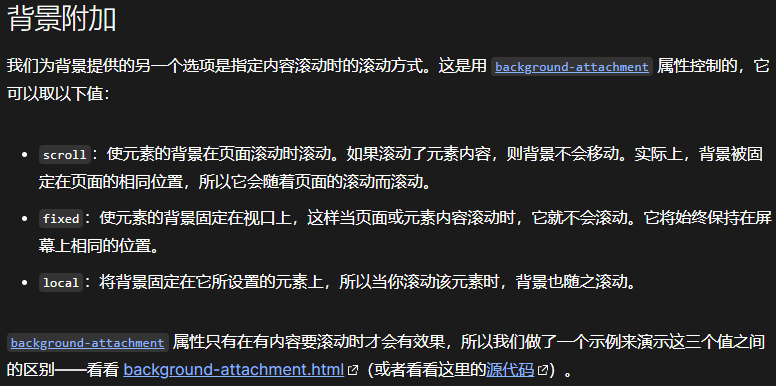 背景附加
我们为背景提供的另一个选项是指定内容滚动时的滚动方式。这是用 background-attachment 属性控制的，它
可以取以下值：
scroll：使元素的背景在页面滚动时滚动。如果滚动了元素内容，则背景不会移动。实际上，背景被固
定在页面的相同位置，所以它会随着页面的滚动而滚动。
fixed：使元素的背景固定在视口上，这样当页面或元素内容滚动时，它就不会滚动。它将始终保持在屏
幕上相同的位置。
local：将背景固定在它所设置的元素上，所以当你滚动该元素时，背景也随之滚动。
background-attachment 属性只有在有内容要滚动时才会有效果，所以我们做了一个示例来演示这三个值之间
的区别——看看 background-attachment.html（或者看看这里的源代码）。